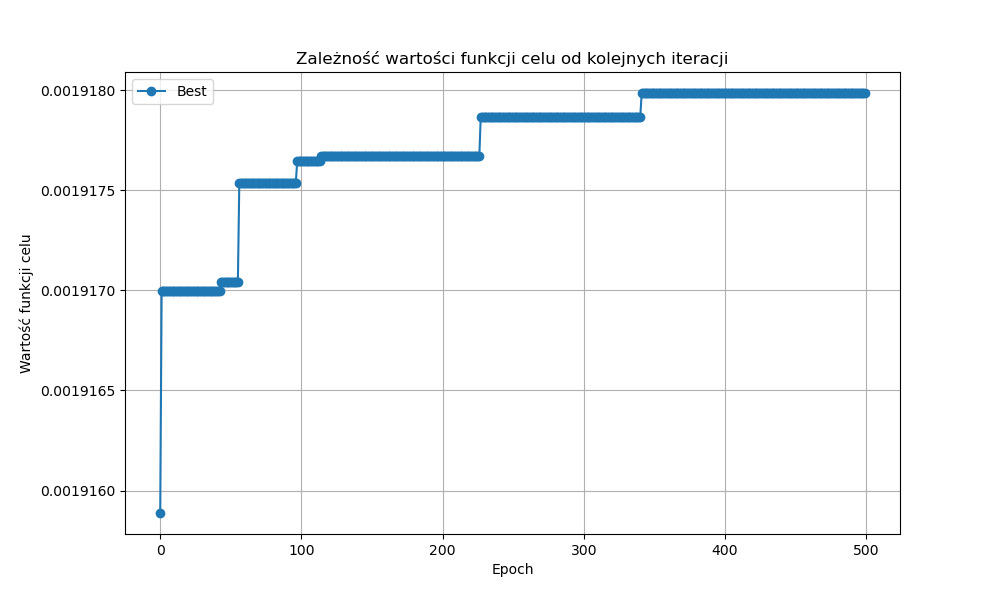 Zależność wartości funkcji celu od kolejnych iteracji
Best
0.0019180
0.0019175
0.0019170
0.0019165
0.0019160
Wartość funkcji celu
0 100 200 300 400 500
Epoch